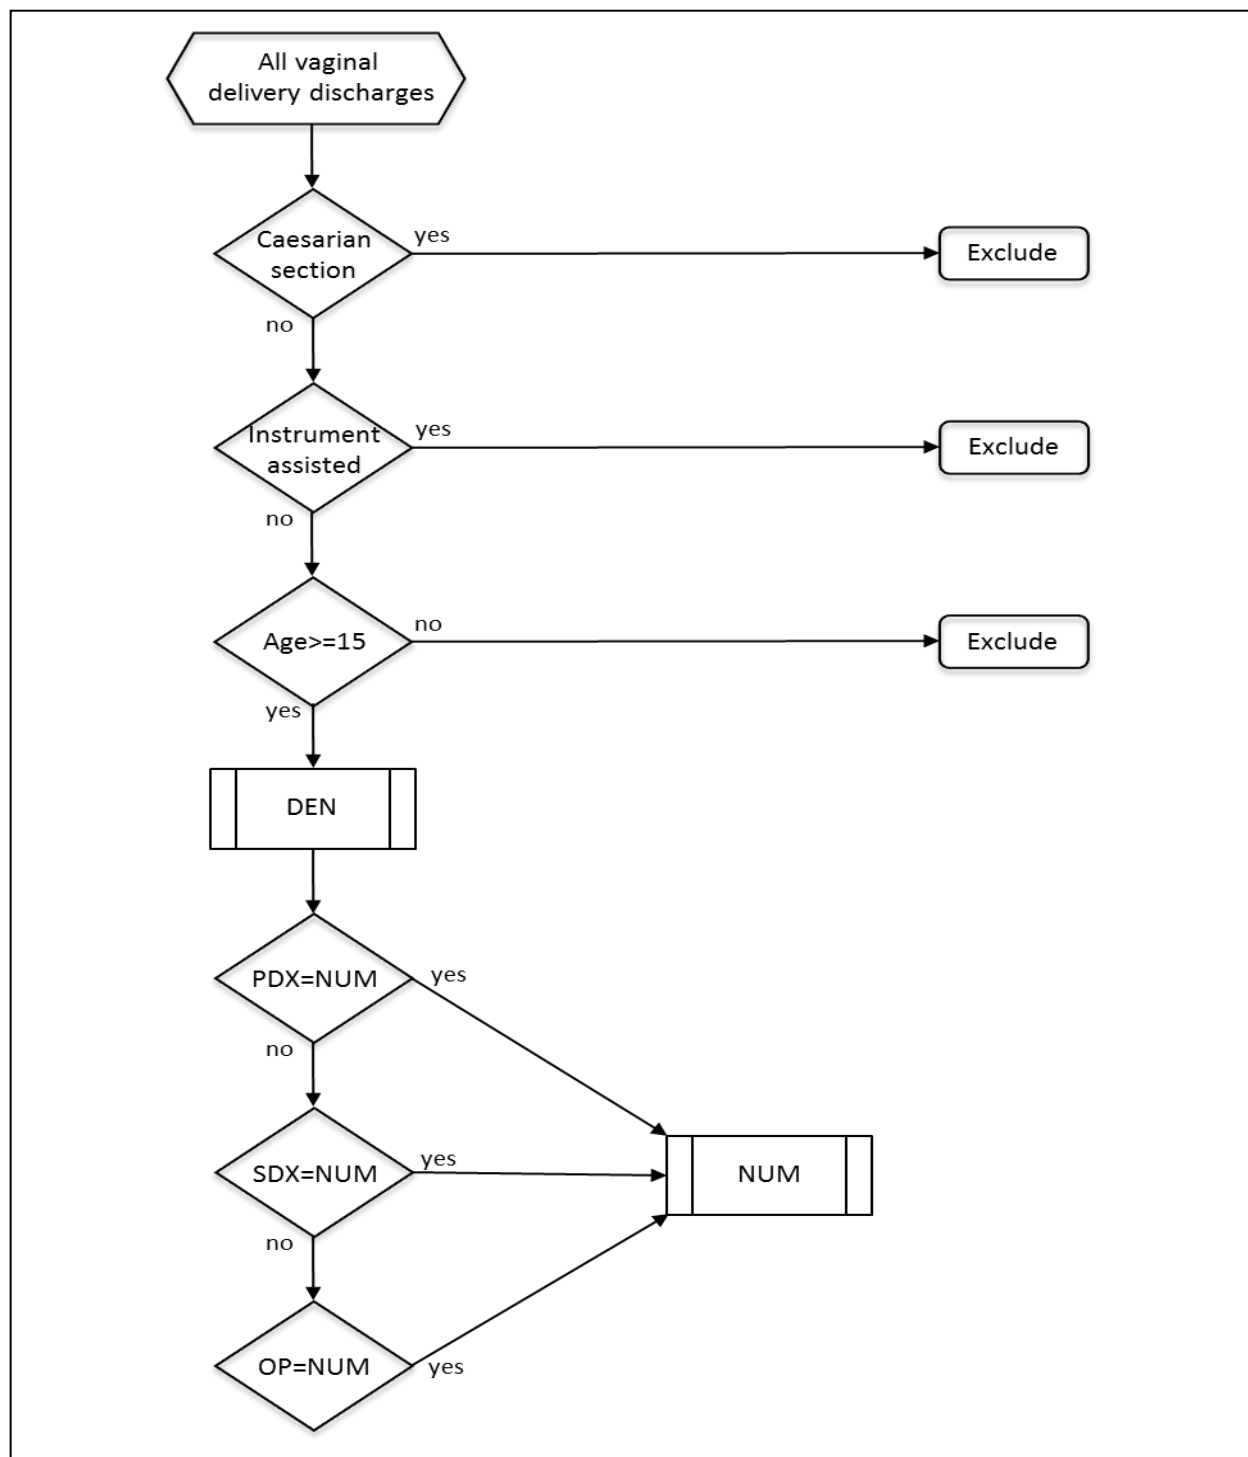 All vaginal
delivery discharges
Caesarian
section
yes
Exclude
no
Instrument
assisted
yes
Exclude
no
Age>=15
no
Exclude
yes
DEN
PDX=NUM
yes
no
SDX=NUM
yes
NUM
no
OP=NUM
yes